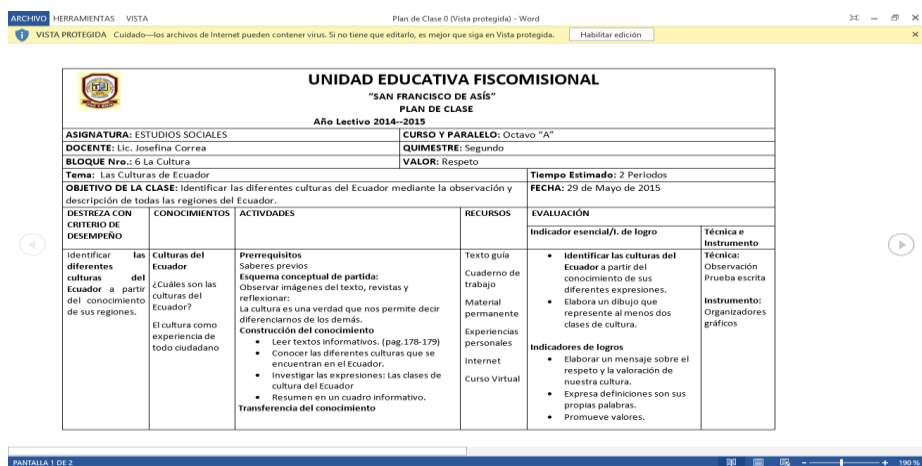 ARCHIVO HERRAMIENTAS VISTA
Plan de Clase 0 (Vista protegida) - Word
VISTA PROTEGIDA Cuidado—los archivos de Internet pueden contener virus. Si no tiene que editarlo, es mejor que siga en Vista protegida. Habilitar edición
UNIDAD EDUCATIVA FISCOMISIONAL
“SAN FRANCISCO DE ASÍS”
PLAN DE CLASE
Año Lectivo 2014--2015
ASIGNATURA: ESTUDIOS SOCIALES
CURSO Y PARALELO: Octavo “A”
DOCENTE: Lic. Josefina Correa
QUIMESTRE: Segundo
BLOQUE Nro.: 6 La Cultura
VALOR: Respeto
Tema: Las Culturas de Ecuador
Tiempo Estimado: 2 Periodos
OBJETIVO DE LA CLASE: Identificar las diferentes culturas del Ecuador mediante la observación y
descripción de todas las regiones del Ecuador.
FECHA: 29 de Mayo de 2015
DESTREZA CON
CRITERIO DE
DESEMPEÑO
CONOCIMIENTOS
ACTIVDADES
RECURSOS
EVALUACIÓN
Indicador esencial/I. de logro
Técnica e
Instrumento
Identificar las
diferentes
culturas del
Ecuador a partir
del conocimiento
de sus regiones.
Culturas del
Ecuador
¿Cuáles son las
culturas del
Ecuador?
El cultura como
experiencia de
todo ciudadano
Prerrequisitos
Saberes previos
Esquema conceptual de partida:
Observar imágenes del texto, revistas y
reflexionar:
La cultura es una verdad que nos permite decir
diferenciarnos de los demás.
Construcción del conocimiento
• Leer textos informativos. (pag.178-179)
• Conocer las diferentes culturas que se
encuentran en el Ecuador.
• Investigar las expresiones: Las clases de
cultura del Ecuador
• Resumen en un cuadro informativo.
Transferencia del conocimiento
Texto guía
Cuaderno de
trabajo
Material
permanente
Experiencias
personales
Internet
Curso Virtual
• Identificar las culturas del
Ecuador a partir del
conocimiento de sus
diferentes expresiones.
• Elabora un dibujo que
represente al menos dos
clases de cultura.
Indicadores de logros
• Elaborar un mensaje sobre el
respeto y la valoración de
nuestra cultura.
• Expresa definiciones son sus
propias palabras.
• Promueve valores.
Técnica:
Observación
Prueba escrita
Instrumento:
Organizadores
gráficos
PANTALLA 1 DE 2
190 %